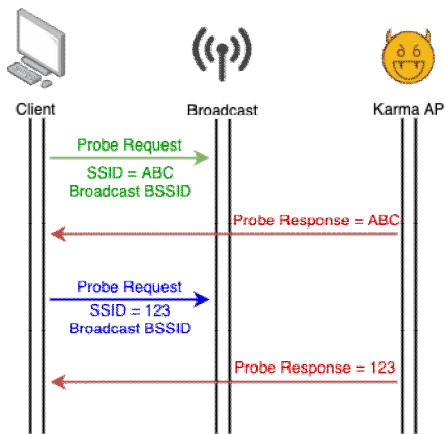 Client
Broadcast
Karma AP
Probe Request
SSID = ABC
Broadcast BSSID
Probe Response = ABC
Probe Request
SSID = 123
Broadcast BSSID
Probe Response = 123